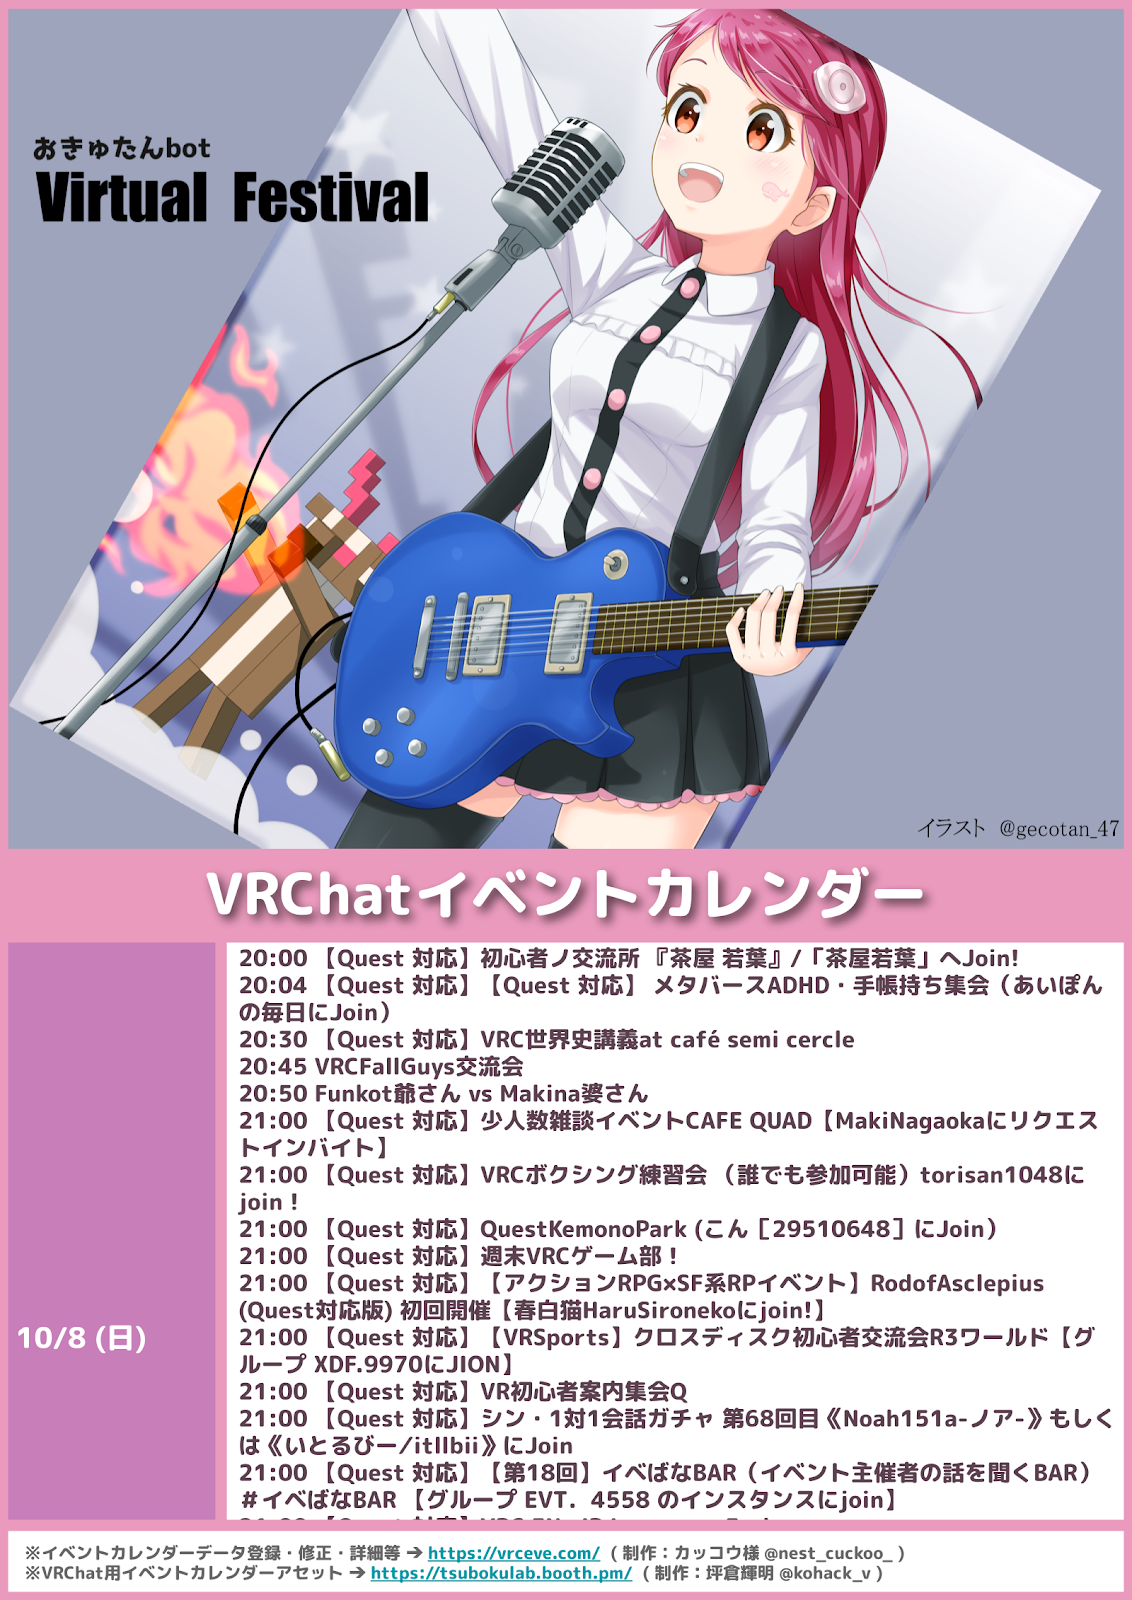 おきゅたんbot
Virtual Festival
イラスト @gecotan_47
VRChatイベントカレンダー
10/8 (日)
20:00 【Quest 対応】初心者ノ交流所 『茶屋 若葉』/「茶屋若葉」へJoin!
20:04 【Quest 対応】【Quest 対応】 メタバースADHD・手帳持ち集会（あいぽん
の毎日にJoin）
20:30 【Quest 対応】VRC世界史講義at café semi cercle
20:45 VRCFallGuys交流会
20:50 Funkot爺さん vs Makina婆さん
21:00 【Quest 対応】少人数雑談イベントCAFE QUAD【MakiNagaokaにリクエス
トインバイト】
21:00 【Quest 対応】VRCボクシング練習会 （誰でも参加可能）torisan1048に
join！
21:00 【Quest 対応】QuestKemonoPark (こん［29510648］にJoin）
21:00 【Quest 対応】週末VRCゲーム部！
21:00 【Quest 対応】【アクションRPG×SF系RPイベント】RodofAsclepius
(Quest対応版) 初回開催【春白猫HaruSironekoにjoin!】
21:00 【Quest 対応】【VRSports】クロスディスク初心者交流会R3ワールド【グ
ループ XDF.9970にJION】
21:00 【Quest 対応】VR初心者案内集会Q
21:00 【Quest 対応】シン・1対1会話ガチャ 第68回目《Noah151a-ノア-》もしく
は《いとるびー/itllbii》にJoin
21:00 【Quest 対応】【第18回】イベばなBAR（イベント主催者の話を聞くBAR）
＃イベばなBAR 【グループ EVT．4558 のインスタンスにjoin】
※イベントカレンダーデータ登録・修正・詳細等 ➔ https://vrceve.com/ （制作：カッコウ様 @nest_cuckoo_ ）
※VRChat用イベントカレンダーアセット ➔ https://tsubokulab.booth.pm/ （制作：坪倉輝明 @kohack_v ）